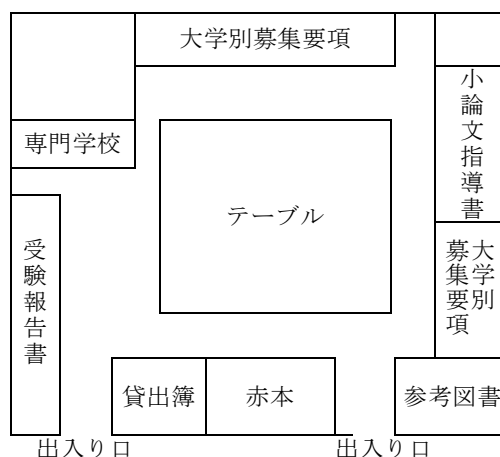 大学別募集要項
小論文指導書
専門学校
テーブル
受験報告書
大学別
募集要項
貸出簿
赤本
参考図書
出入り口
出入り口